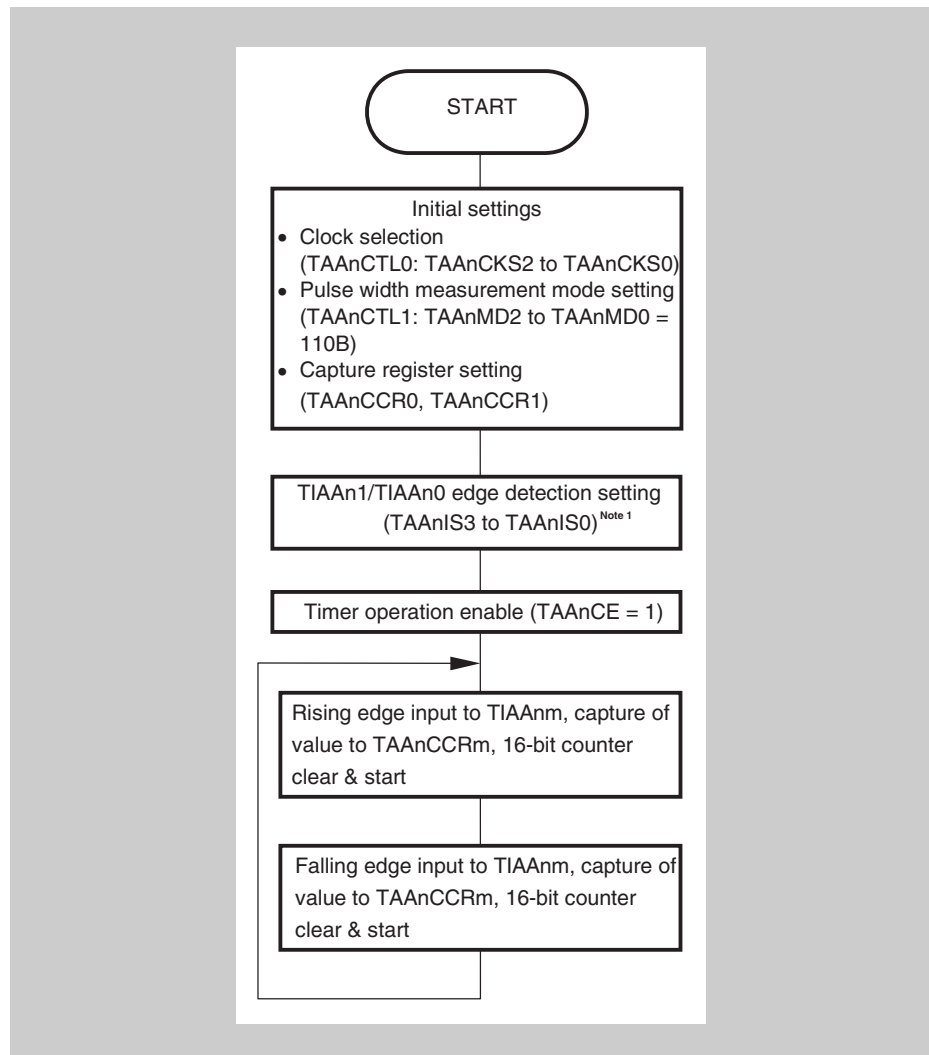 START
Initial settings
• Clock selection
(TAAnCTL0: TAAnCKS2 to TAAnCKS0)
• Pulse width measurement mode setting
(TAAnCTL1: TAAnMD2 to TAAnMD0 =
110B)
• Capture register setting
(TAAnCCR0, TAAnCCR1)
TIAAn1/TIAAn0 edge detection setting
(TAAnIS3 to TAAnIS0) Note 1
Timer operation enable (TAAnCE = 1)
Rising edge input to TIAAnm, capture of
value to TAAnCCRm, 16-bit counter
clear & start
Falling edge input to TIAAnm, capture of
value to TAAnCCRm, 16-bit counter
clear & start